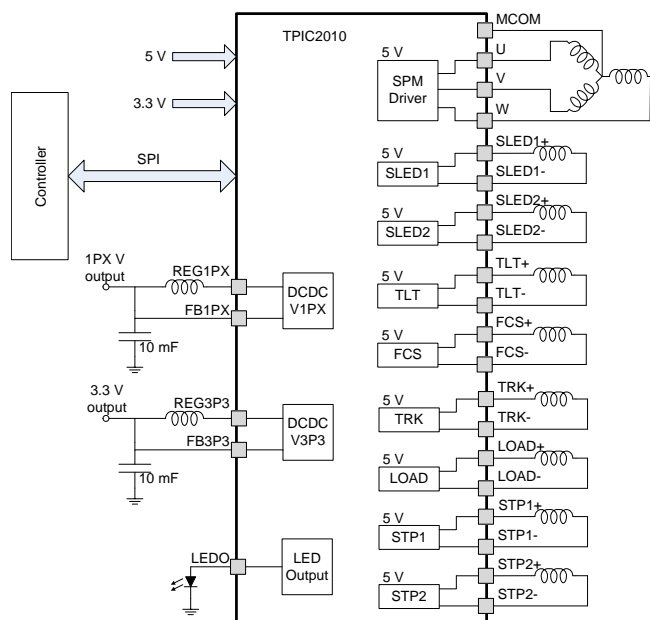 TPIC2010
MCOM
5 V
3.3 V
SPI
Controller
5 V
SPM
Driver
U
V
W
5 V
SLED1
SLED1+
SLED1-
5 V
SLED2
SLED2+
SLED2-
5 V
TLT
TLT+
TLT-
5 V
FCS
FCS+
FCS-
5 V
TRK
TRK+
TRK-
5 V
LOAD
LOAD+
LOAD-
5 V
STP1
STP1+
STP1-
5 V
STP2
STP2+
STP2-
1PX V
output
REG1PX
FB1PX
DCDC
V1PX
10 mF
3.3 V
output
REG3P3
FB3P3
DCDC
V3P3
10 mF
LEDO
LED
Output